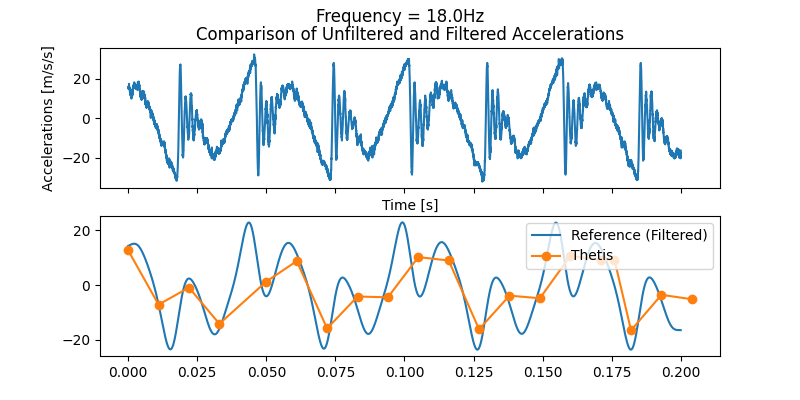 Frequency = 18.0Hz
Comparison of Unfiltered and Filtered Accelerations
Accelerations [m/s/s]
20
0
−20
Time [s]
20
0
−20
Reference (Filtered)
Thetis
0.000 0.025 0.050 0.075 0.100 0.125 0.150 0.175 0.200